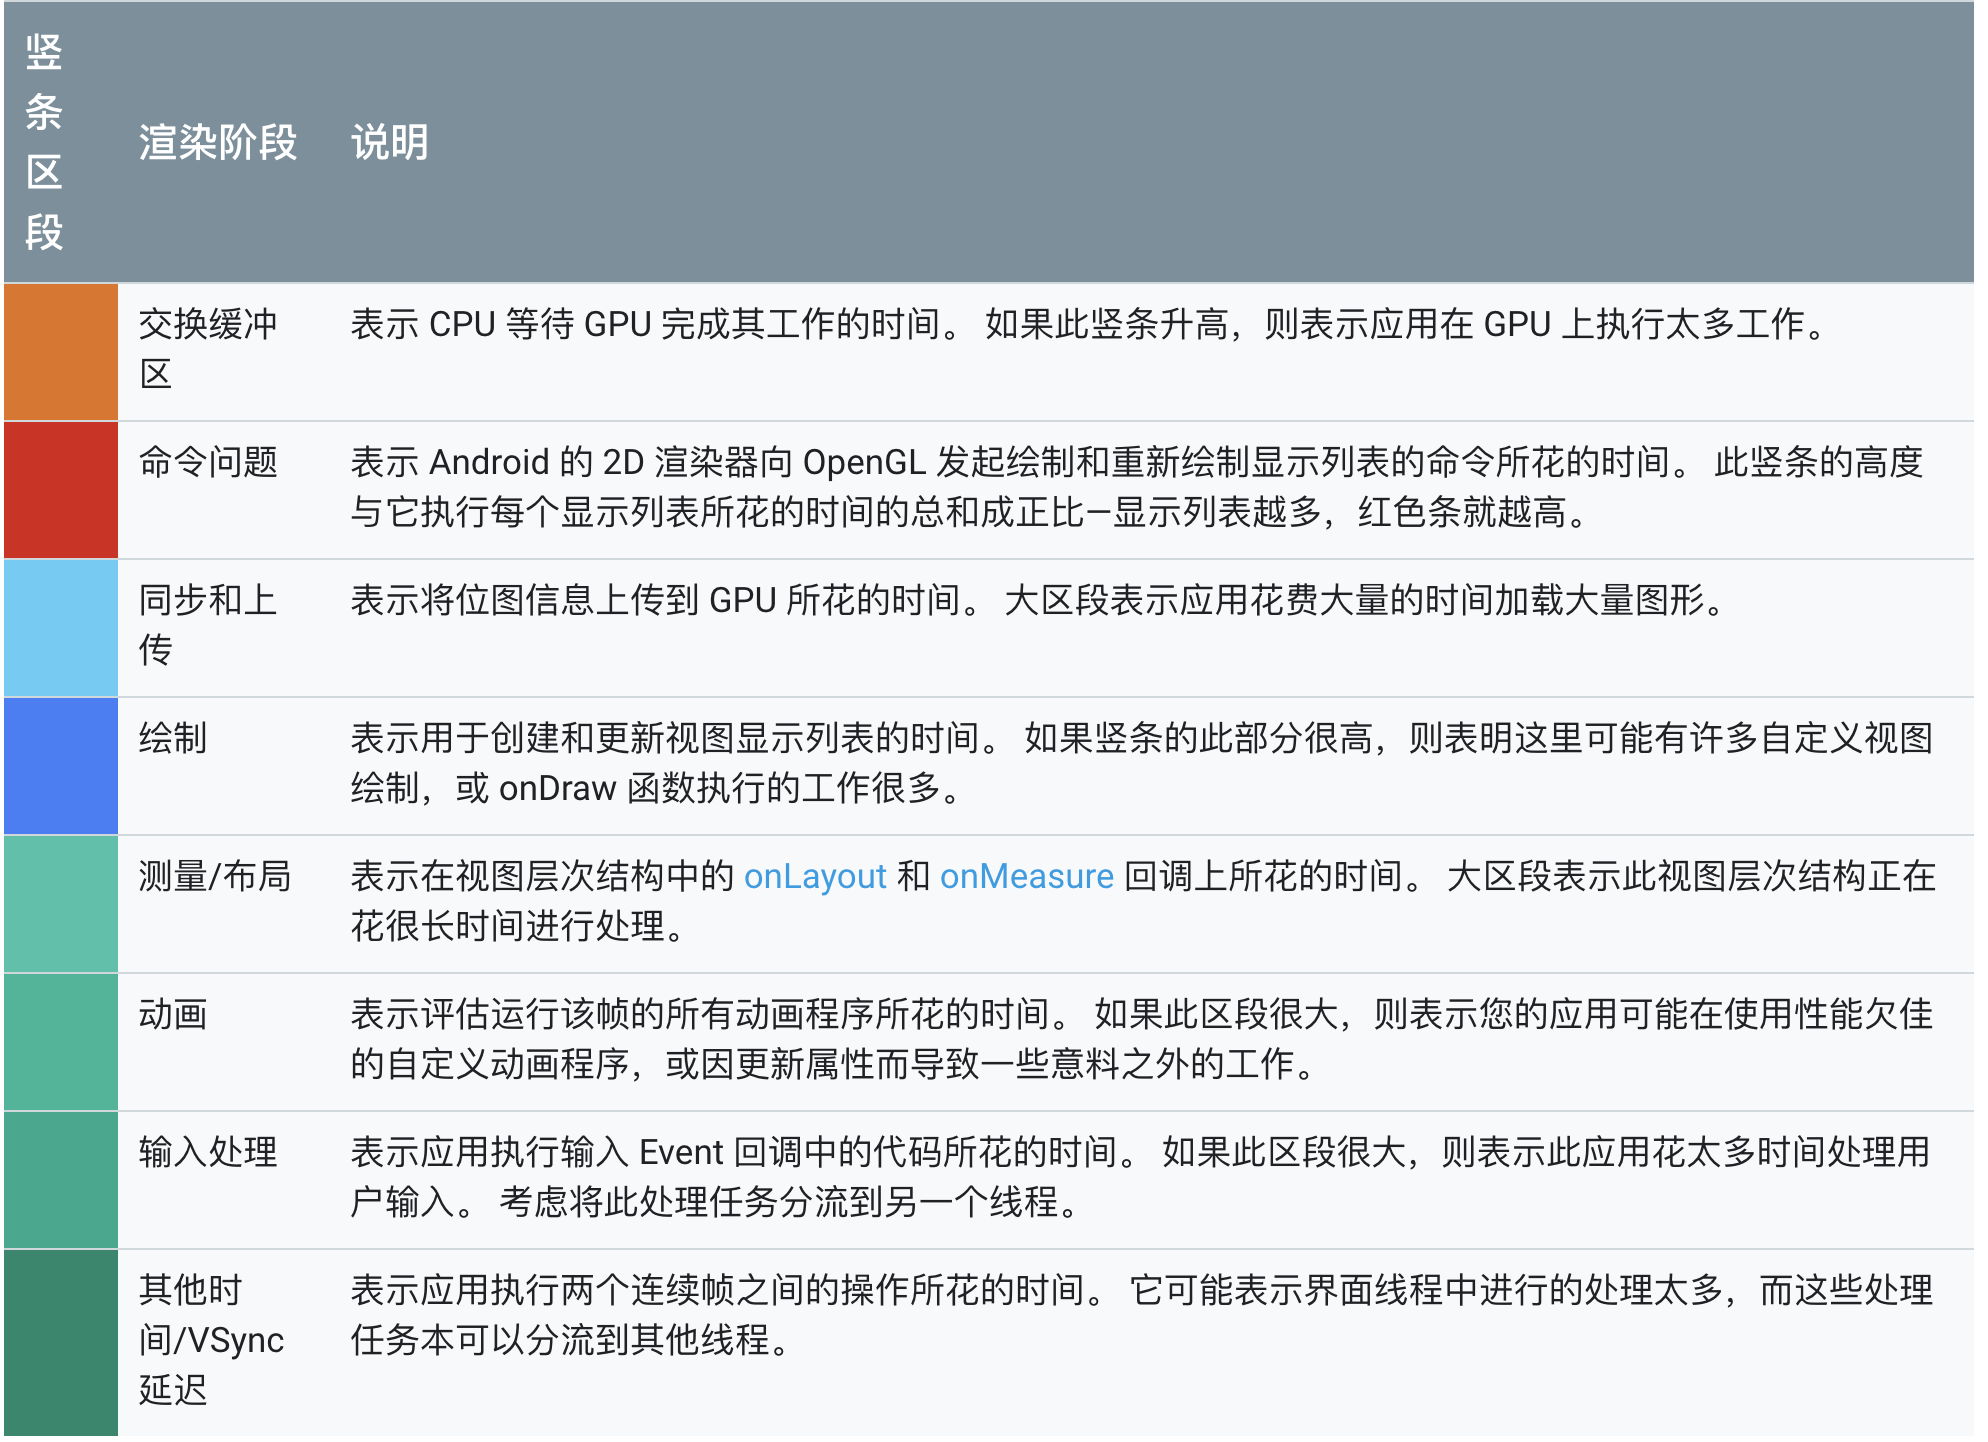 竖
条
区
段
渲染阶段
说明
交换缓冲
区
表示 CPU 等待 GPU 完成其工作的时间。 如果此竖条升高，则表示应用在 GPU 上执行太多工作。
命令问题
表示 Android 的 2D 渲染器向 OpenGL 发起绘制和重新绘制显示列表的命令所花的时间。 此竖条的高度
与它执行每个显示列表所花的时间的总和成正比—显示列表越多，红色条就越高。
同步和上
传
表示将位图信息上传到 GPU 所花的时间。 大区段表示应用花费大量的时间加载大量图形。
绘制
表示用于创建和更新视图显示列表的时间。 如果竖条的此部分很高，则表明这里可能有许多自定义视图
绘制，或 onDraw 函数执行的工作很多。
测量/布局
表示在视图层次结构中的 onLayout 和 onMeasure 回调上所花的时间。 大区段表示此视图层次结构正在
花很长时间进行处理。
动画
表示评估运行该帧的所有动画程序所花的时间。 如果此区段很大，则表示您的应用可能在使用性能欠佳
的自定义动画程序，或因更新属性而导致一些意料之外的工作。
输入处理
表示应用执行输入 Event 回调中的代码所花的时间。 如果此区段很大，则表示此应用花太多时间处理用
户输入。 考虑将此处理任务分流到另一个线程。
其他时
间/VSync
延迟
表示应用执行两个连续帧之间的操作所花的时间。 它可能表示界面线程中进行的处理太多，而这些处理
任务本可以分流到其他线程。